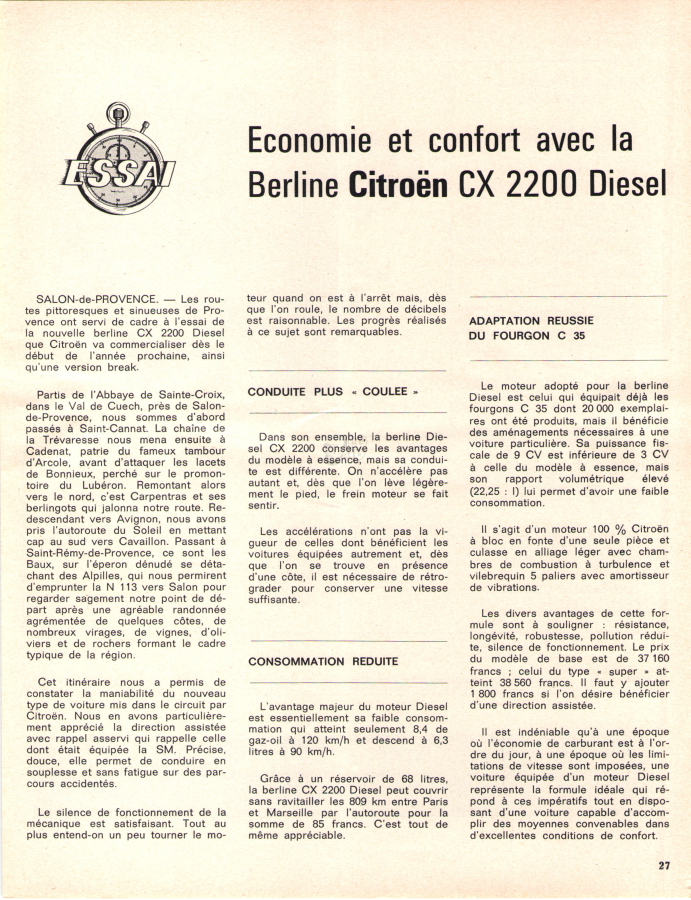 ESSAI
Economie et confort avec la
Berline Citroën CX 2200 Diesel
SALON-de-PROVENCE. — Les rou-
tes pittoresques et sinueuses de Pro-
vence ont servi de cadre à l'essai de
la nouvelle berline CX 2200 Diesel
que Citroën va commercialiser dès le
début de l'année prochaine, ainsi
qu'une version break.
Partis de l'Abbaye de Sainte-Croix,
dans le Val de Cuech, près de Salon-
de-Provence, nous sommes d'abord
passés à Saint-Cannat. La chaîne de
la Trévaresse nous mena ensuite à
Cadenat, patrie du fameux tambour
d'Arcole, avant d'attaquer les lacets
de Bonnieux, perché sur le promon-
toire du Lubéron. Remontant alors
vers le nord, c'est Carpentras et ses
berlingots qui jalonna notre route. Re-
descendant vers Avignon, nous avons
pris l'autoroute du Soleil en mettant
cap au sud vers Cavaillon. Passant à
Saint-Rémy-de-Provence, ce sont les
Baux, sur l'éperon dénudé se déta-
chant des Alpilles, qui nous permirent
d'emprunter la N 113 vers Salon pour
regarder sagement notre point de dé-
part après une agréable randonnée
agrémentée de quelques côtes, de
nombreux virages, de vignes, d'oli-
viers et de rochers formant le cadre
typique de la région.
Cet itinéraire nous a permis de
constater la maniabilité du nouveau
type de voiture mis dans le circuit par
Citroën. Nous en avons particulière-
ment apprécié la direction assistée
avec rappel asservi qui rappelle celle
dont était équipée la SM. Précise,
douce, elle permet de conduire en
souplesse et sans fatigue sur des par-
cours accidentés.
Le silence de fonctionnement de la
mécanique est satisfaisant. Tout au
plus entend-on un peu tourner le mo-
teur quand on est à l'arrêt mais, dès
que l'on roule, le nombre de décibels
est raisonnable. Les progrès réalisés
à ce sujet sont remarquables.
CONDUITE PLUS « COULEE »
Dans son ensemble, la berline Die-
sel CX 2200 conserve les avantages
du modèle à essence, mais sa condui-
te est différente. On n'accélère pas
autant et, dès que l'on lève légère-
ment le pied, le frein moteur se fait
sentir.
Les accélérations n'ont pas la vi-
gueur de celles dont bénéficient les
voitures équipées autrement et, dès
que l'on se trouve en présence
d'une côte, il est nécessaire de rétro-
grader pour conserver une vitesse
suffisante.
CONSOMMATION REDUITE
L'avantage majeur du moteur Diesel
est essentiellement sa faible consom-
mation qui atteint seulement 8,4 de
gaz-oil à 120 km/h et descend à 6,3
litres à 90 km/h.
Grâce à un réservoir de 68 litres,
la berline CX 2200 Diesel peut couvrir
sans ravitailler les 809 km entre Paris
et Marseille par l'autoroute pour la
somme de 85 francs. C'est tout de
même appréciable.
ADAPTATION REUSSIE
DU FOURGON C 35
Le moteur adopté pour la berline
Diesel est celui qui équipait déjà les
fourgons C 35 dont 20 000 exemplai-
res ont été produits, mais il bénéficie
des aménagements nécessaires à une
voiture particulière. Sa puissance fis-
cale de 9 CV est inférieure de 3 CV
à celle du modèle à essence, mais
son rapport volumétrique élevé
(22,25 : l) lui permet d'avoir une faible
consommation.
Il s'agit d'un moteur 100 % Citroën
à bloc en fonte d'une seule pièce et
culasse en alliage léger avec cham-
bres de combustion à turbulence et
vilebrequin 5 paliers avec amortisseur
de vibrations.
Les divers avantages de cette for-
mule sont à souligner : résistance,
longévité, robustesse, pollution rédui-
te, silence de fonctionnement. Le prix
du modèle de base est de 37 160
francs ; celui du type « super » at-
teint 38 560 francs. Il faut y ajouter
1 800 francs si l'on désire bénéficier
d'une direction assistée.
Il est indéniable qu'à une époque
où l'économie de carburant est à l'or-
dre du jour, à une époque où les limi-
tations de vitesse sont imposées, une
voiture équipée d'un moteur Diesel
représente la formule idéale qui ré-
pond à ces impératifs tout en dispo-
sant d'une voiture capable d'accom-
plir des moyennes convenables dans
d'excellentes conditions de confort.
27